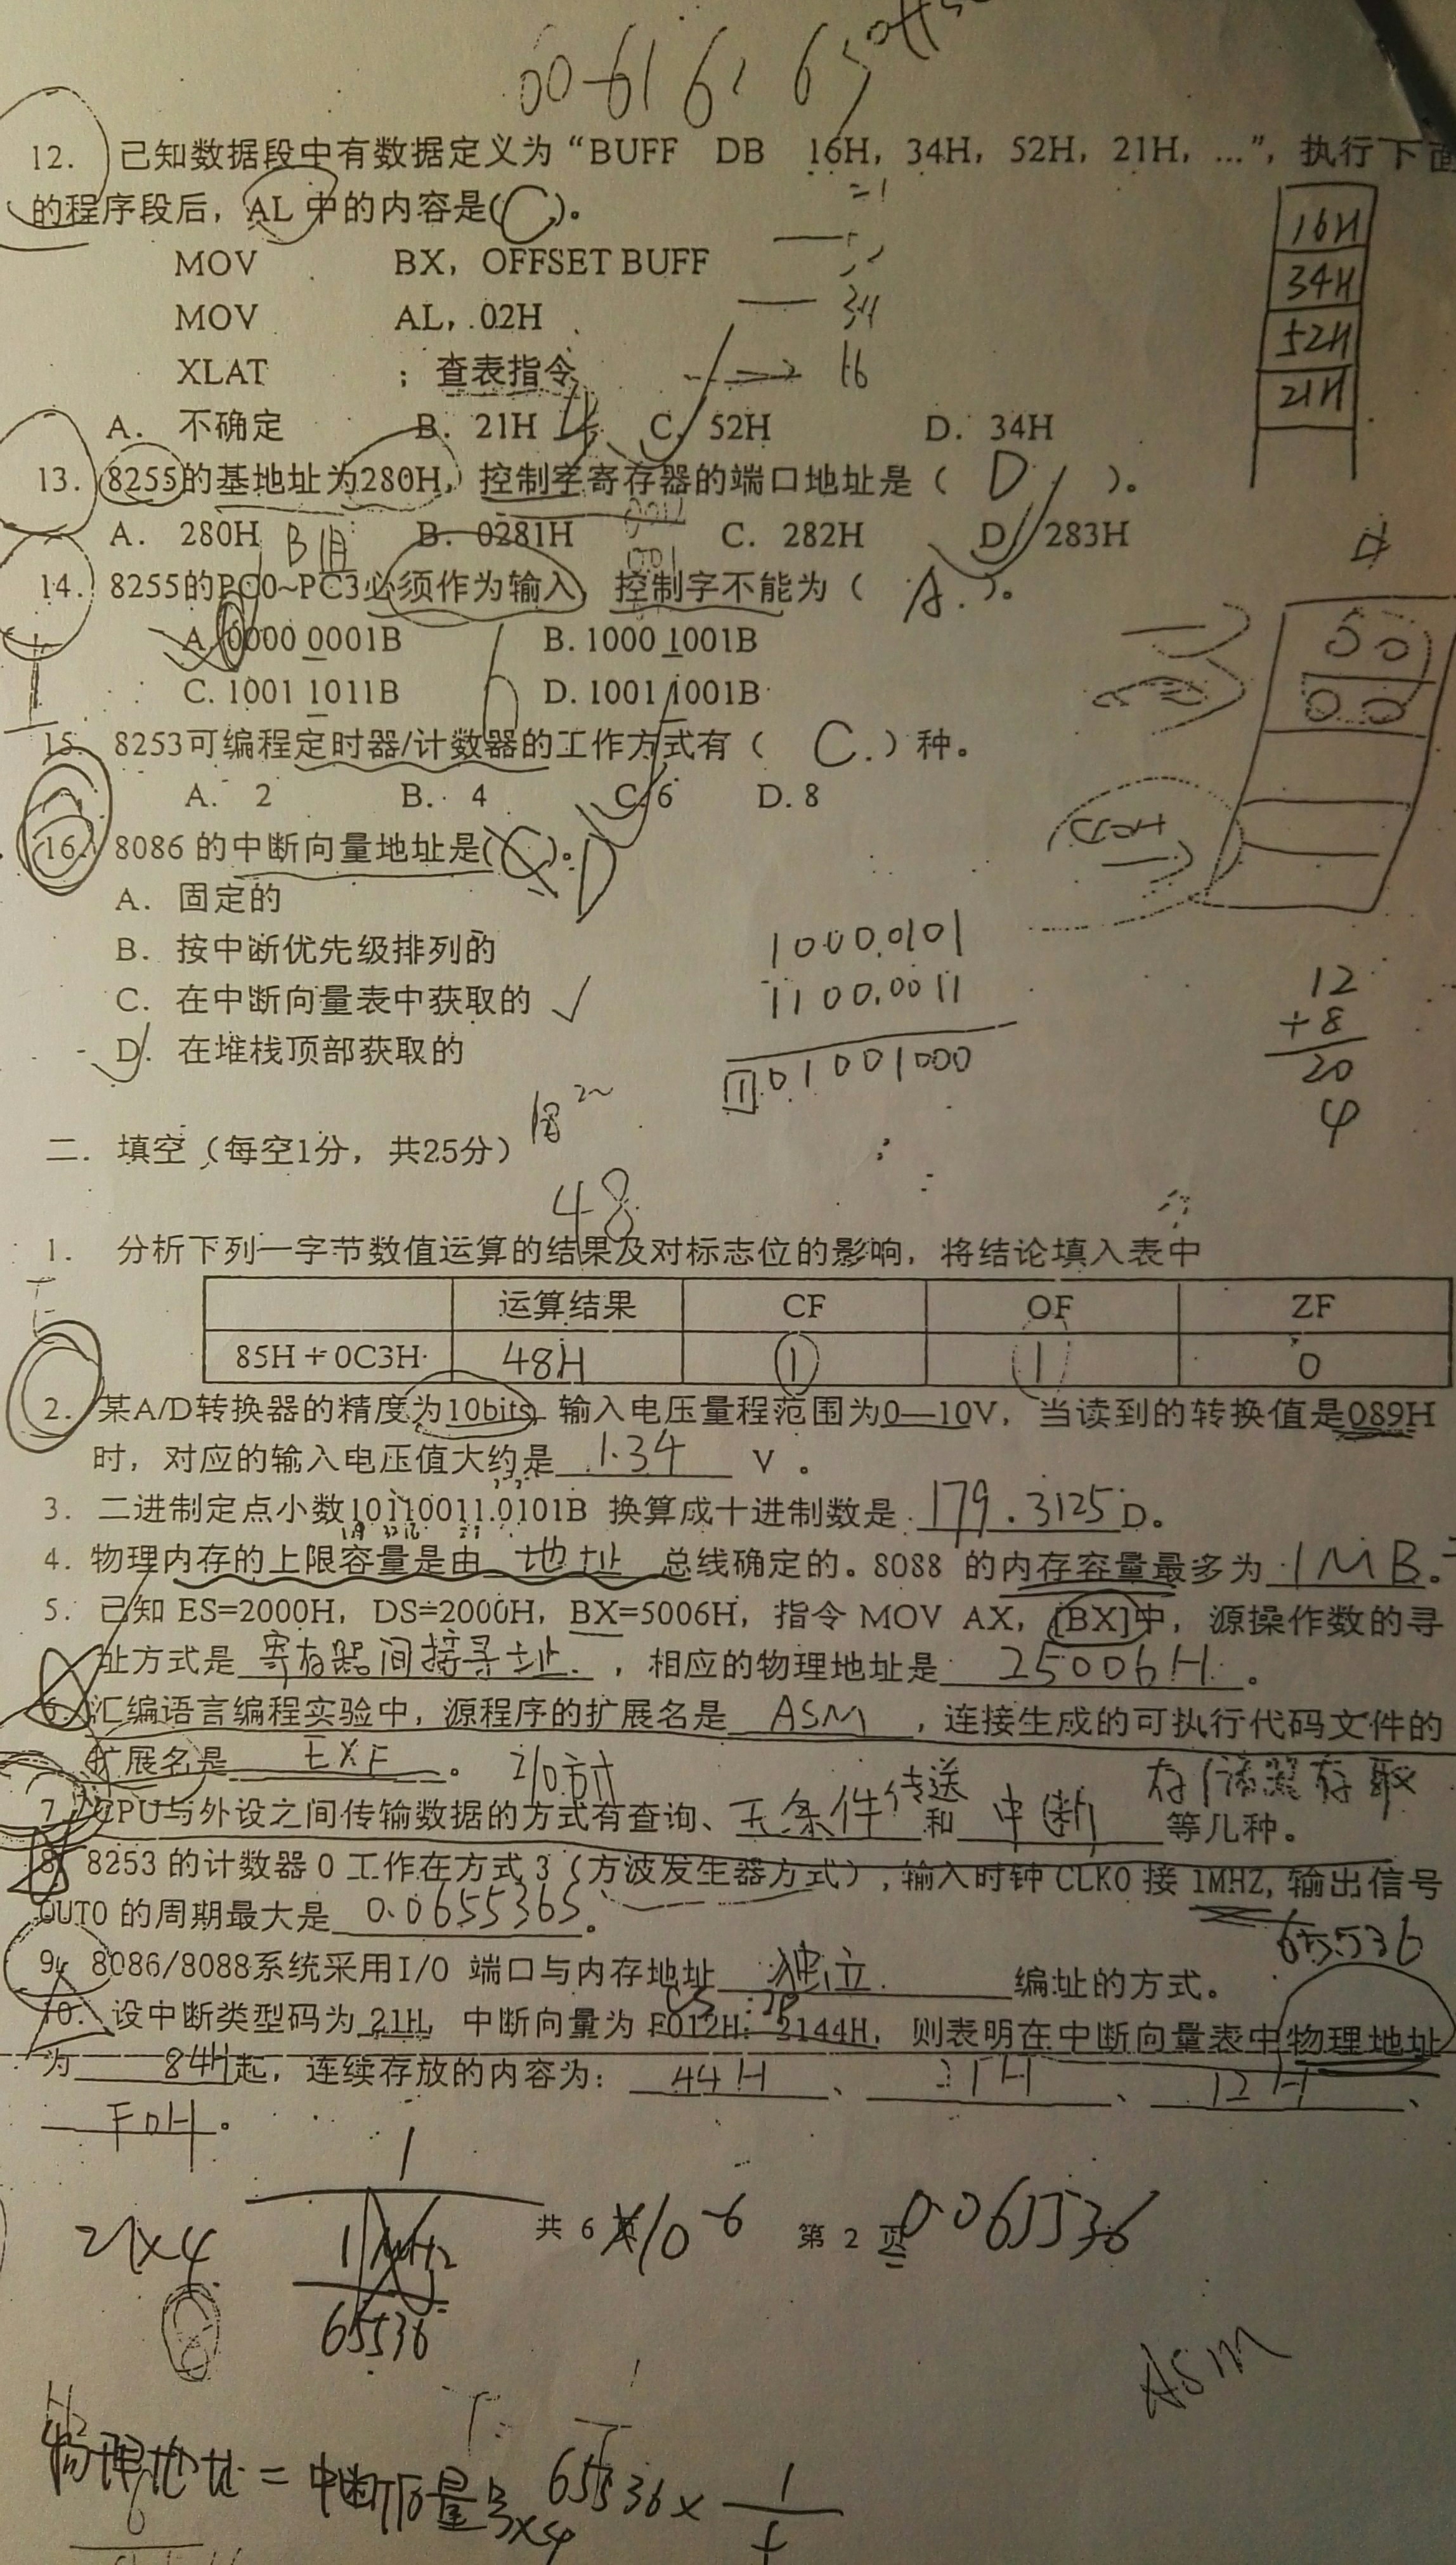 00 61 61 65
12. 已知数据段中有数据定义为“BUFF DB 16H, 34H, 52H, 21H, …”, 执行下面
的程序段后, AL 中的内容是(C)。
MOV BX, OFFSET BUFF
MOV AL, 02H
34
XLAT ; 查表指令
16
16H
34H
52H
21H
A. 不确定 B. 21H C. 52H D. 34H
13. 8255的基地址为280H, 控制字寄存器的端口地址是( D )。
A. 280H B. 0281H C. 282H D. 283H
14. 8255的PC0~PC3必须作为输入, 控制字不能为( A. )。
A. 0000 0001B B. 1000 1001B
C. 1001 1011B D. 1001 1001B
15. 8253可编程定时器/计数器的工作方式有( C. )种。
A. 2 B. 4 C. 6 D. 8
16. 8086 的中断向量地址是(C)。D
A. 固定的
B. 按中断优先级排列的
C. 在中断向量表中获取的 ✓
D. 在堆栈顶部获取的
1000.0101
1100.0011
1 01001000
12
+8
20
4
二. 填空(每空1分, 共25分)
48
1. 分析下列一字节数值运算的结果及对标志位的影响, 将结论填入表中
运算结果 CF OF ZF
85H+0C3H 48H 1 1 0
2. 某A/D转换器的精度为10bits 输入电压量程范围为0—10V, 当读到的转换值是089H
时, 对应的输入电压值大约是 1.34 V 。
3. 二进制定点小数10110011.0101B 换算成十进制数是 179.3125 D。
4. 物理内存的上限容量是由 地址 总线确定的。8088 的内存容量最多为 1MB 。
5. 已知 ES=2000H, DS=2000H, BX=5006H, 指令 MOV AX, [BX]中, 源操作数的寻
址方式是 寄存器间接寻址 , 相应的物理地址是 25006H 。
6. 汇编语言编程实验中, 源程序的扩展名是 ASM , 连接生成的可执行代码文件的
扩展名是 EXE 。
7. CPU与外设之间传输数据的方式有查询、无条件传送 和 中断 等几种。
8. 8253 的计数器 0 工作在方式 3(方波发生器方式), 输入时钟 CLK0 接 1MHZ, 输出信号
OUT0 的周期最大是 0.065536S 。
65536
9. 8086/8088系统采用I/O 端口与内存地址 独立 编址的方式。
CS : IP
10. 设中断类型码为 21H, 中断向量为 F012H: 2144H, 则表明在中断向量表中物理地址
为 84H 起, 连续存放的内容为: 44H 、 21H 、 12H 、
F0H 。
共 6 页 第 2 页
21×4
1
65536
×10-6
0.065536
ASM
物理地址 = 中断向量号×4
65536 × 1
f